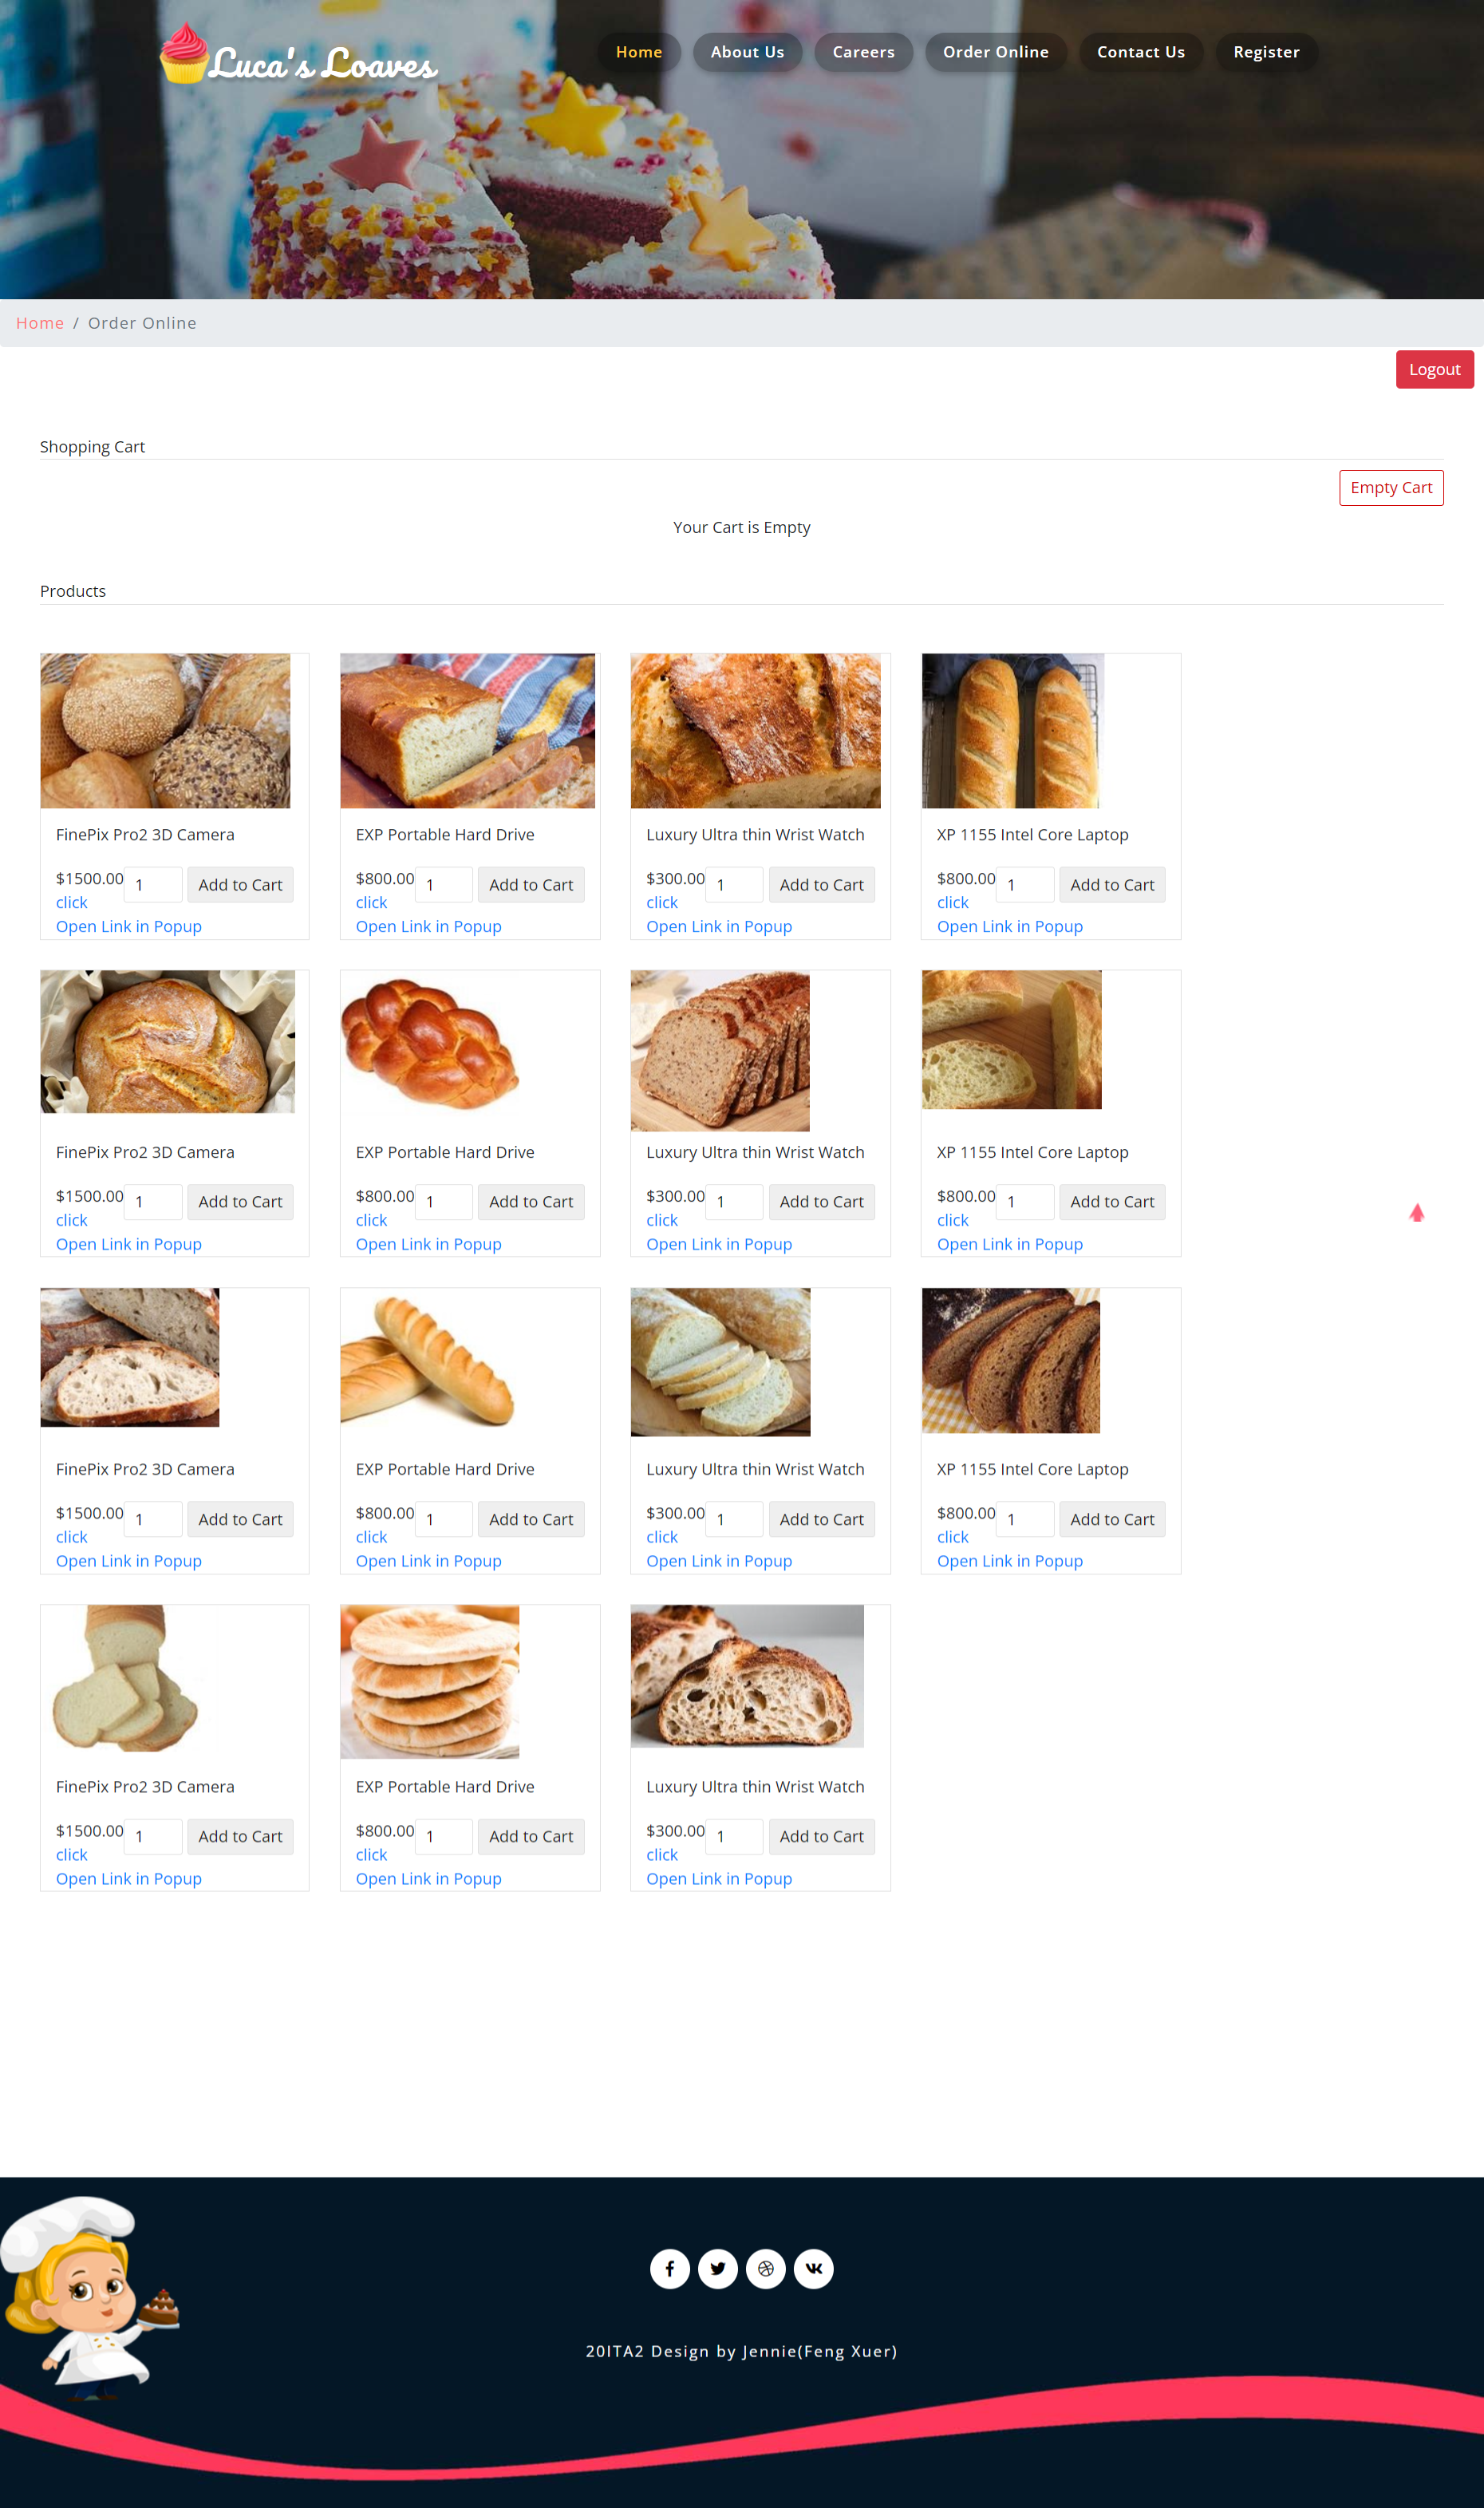 Luca's Loaves
Home About Us Careers Order Online Contact Us Register
Home / Order Online
Logout
Shopping Cart
Empty Cart
Your Cart is Empty
Products
FinePix Pro2 3D Camera
$1500.00 1 Add to Cart
click
Open Link in Popup
EXP Portable Hard Drive
$800.00 1 Add to Cart
click
Open Link in Popup
Luxury Ultra thin Wrist Watch
$300.00 1 Add to Cart
click
Open Link in Popup
XP 1155 Intel Core Laptop
$800.00 1 Add to Cart
click
Open Link in Popup
FinePix Pro2 3D Camera
$1500.00 1 Add to Cart
click
Open Link in Popup
EXP Portable Hard Drive
$800.00 1 Add to Cart
click
Open Link in Popup
Luxury Ultra thin Wrist Watch
$300.00 1 Add to Cart
click
Open Link in Popup
XP 1155 Intel Core Laptop
$800.00 1 Add to Cart
click
Open Link in Popup
FinePix Pro2 3D Camera
$1500.00 1 Add to Cart
click
Open Link in Popup
EXP Portable Hard Drive
$800.00 1 Add to Cart
click
Open Link in Popup
Luxury Ultra thin Wrist Watch
$300.00 1 Add to Cart
click
Open Link in Popup
XP 1155 Intel Core Laptop
$800.00 1 Add to Cart
click
Open Link in Popup
FinePix Pro2 3D Camera
$1500.00 1 Add to Cart
click
Open Link in Popup
EXP Portable Hard Drive
$800.00 1 Add to Cart
click
Open Link in Popup
Luxury Ultra thin Wrist Watch
$300.00 1 Add to Cart
click
Open Link in Popup
20ITA2 Design by Jennie(Feng Xuer)